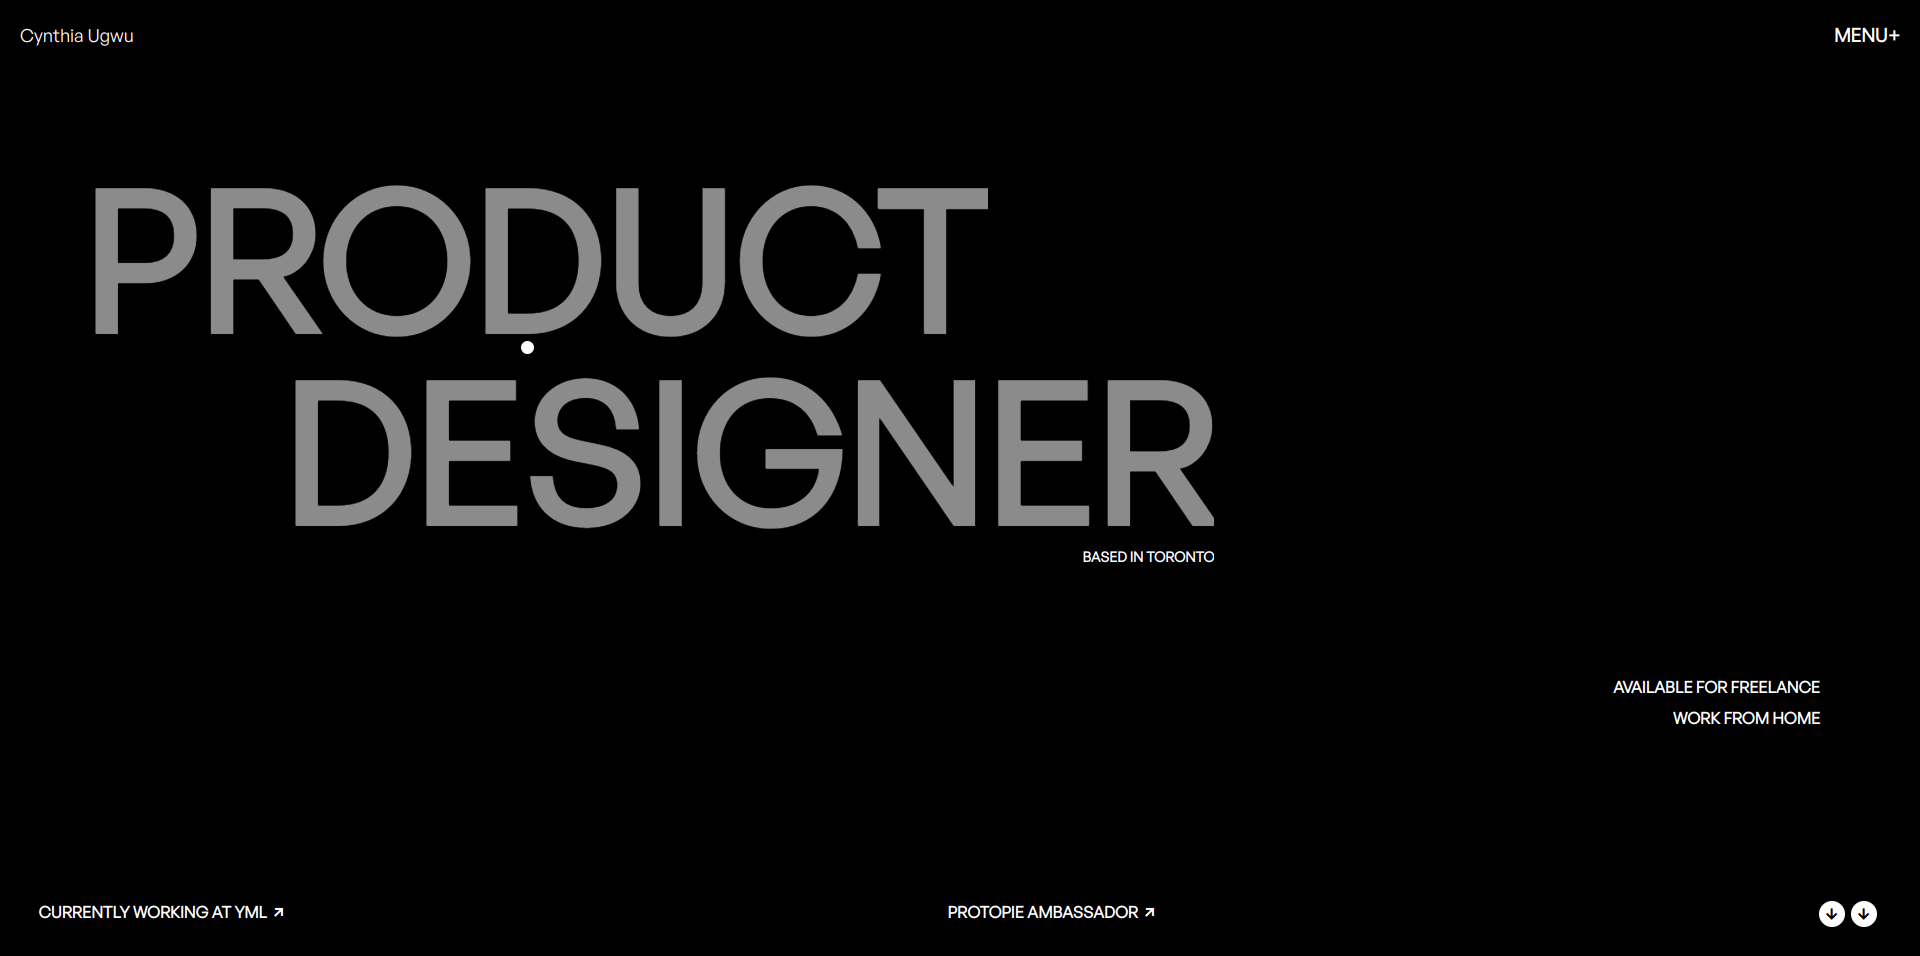 Cynthia Ugwu
MENU+
PRODUCT
DESIGNER
BASED IN TORONTO
AVAILABLE FOR FREELANCE
WORK FROM HOME
CURRENTLY WORKING AT YML
PROTOPIE AMBASSADOR